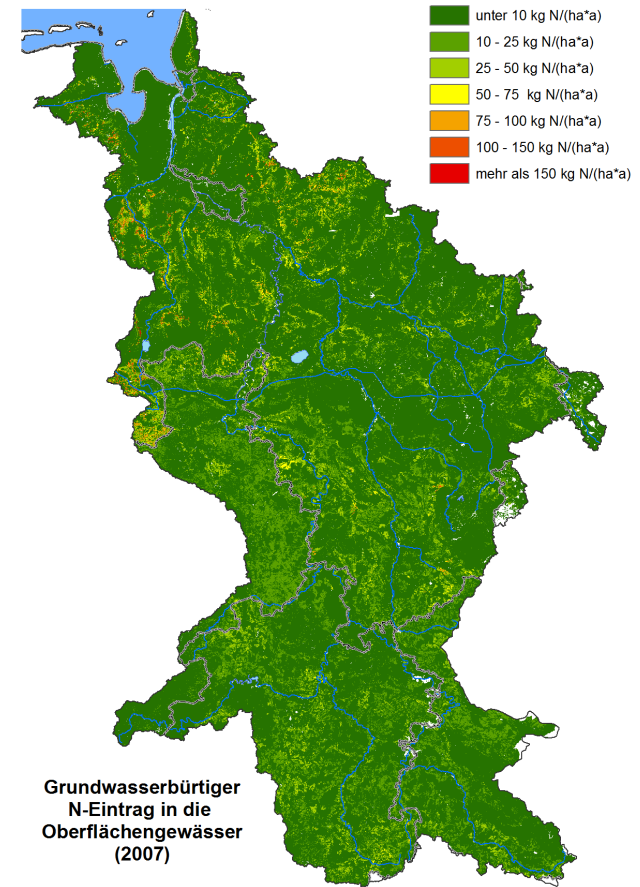 unter 10 kg N/(ha*a)
10 - 25 kg N/(ha*a)
25 - 50 kg N/(ha*a)
50 - 75 kg N/(ha*a)
75 - 100 kg N/(ha*a)
100 - 150 kg N/(ha*a)
mehr als 150 kg N/(ha*a)
Grundwasserbürtiger
N-Eintrag in die
Oberflächengewässer
(2007)